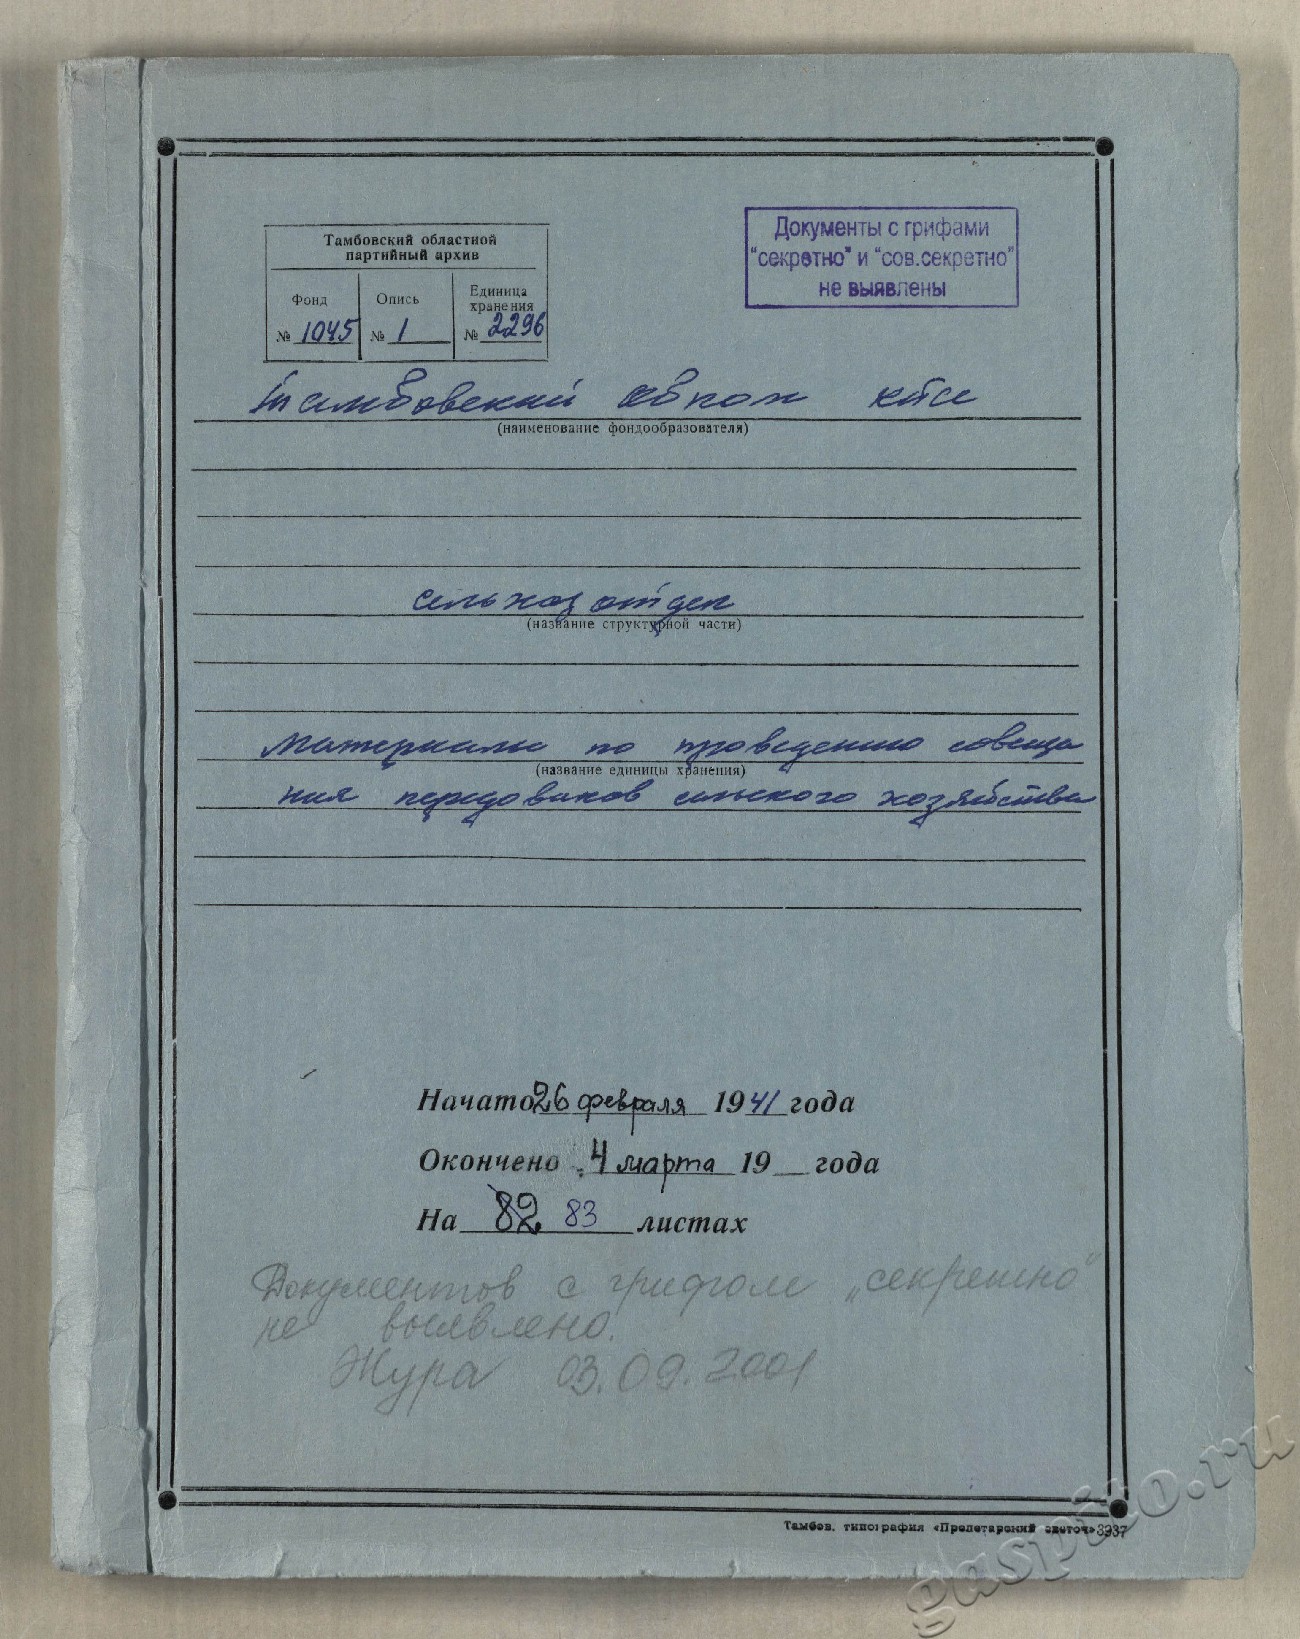 Тамбовский областной
партийный архив
Фонд
№ 1045
Опись
№ 1
Единица
хранения
№ 2296
Документы с грифами
"секретно" и "сов.секретно"
не выявлены
Тамбовский обком
(наименование фондообразователя)
сельхозотдел
(название структурной части)
Материалы по проведению совеща
(название единицы хранения)
ния передовиков сельского хозяйства
Начато 26 февраля 1941 года
Окончено 4 марта 19__ года
На 82 83 листах
Документов с грифом „секретно"
не выявлено.
Жура 03.09.2001
Тамбов. типография «Пролетарский светоч» 3937
gaspito.ru